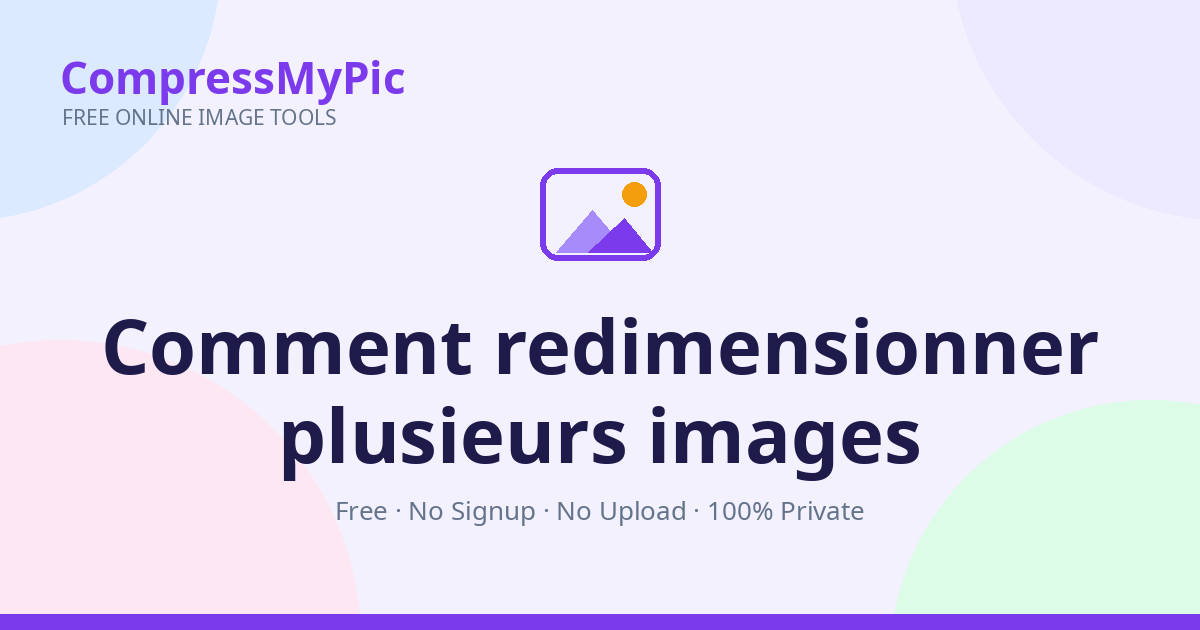 CompressMyPic
FREE ONLINE IMAGE TOOLS
Comment redimensionner
plusieurs images
Free · No Signup · No Upload · 100% Private